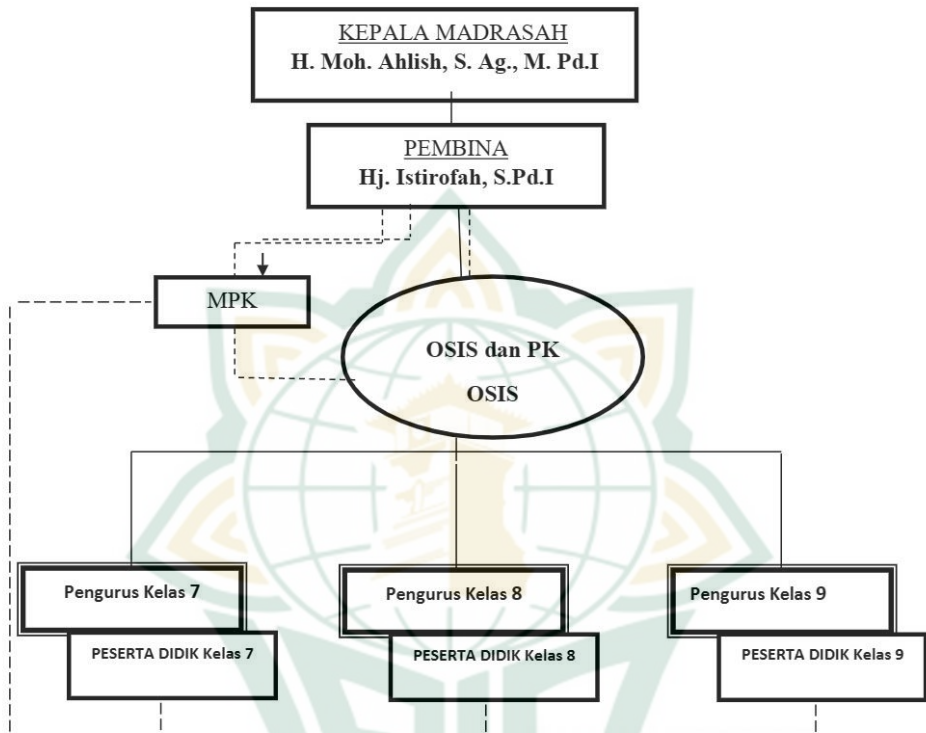 KEPALA MADRASAH
H. Moh. Ahlish, S. Ag., M. Pd.I
PEMBINA
Hj. Istirofah, S.Pd.I
MPK
OSIS dan PK
OSIS
Pengurus Kelas 7
PESERTA DIDIK Kelas 7
Pengurus Kelas 8
PESERTA DIDIK Kelas 8
Pengurus Kelas 9
PESERTA DIDIK Kelas 9